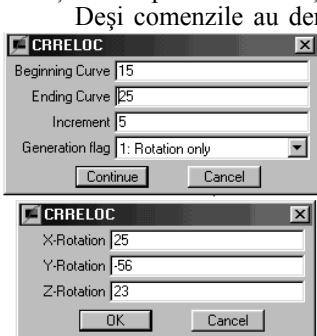 Deşi comenzile au
CRRELOC
Beginning Curve 15
Ending Curve 25
Increment 5
Generation flag 1: Rotation only
Continue Cancel
CRRELOC
X-Rotation 25
Y-Rotation -56
Z-Rotation 23
OK Cancel